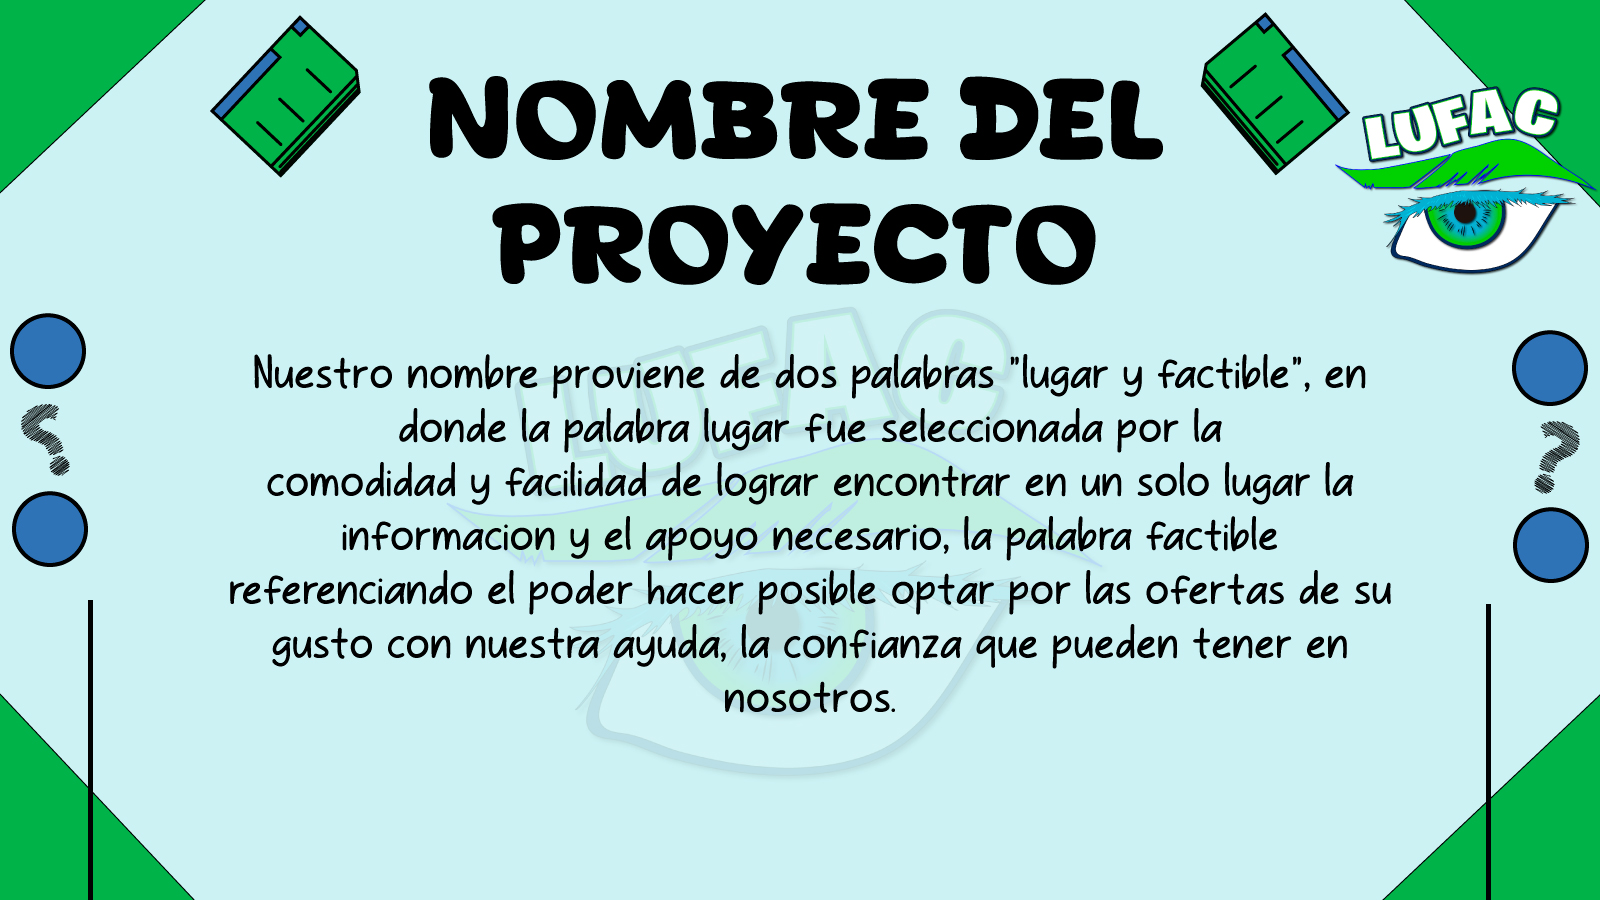 NOMBRE DEL
PROYECTO
LUFAC
Nuestro nombre proviene de dos palabras "lugar y factible", en
donde la palabra lugar fue seleccionada por la
comodidad y facilidad de lograr encontrar en un solo lugar la
informacion y el apoyo necesario, la palabra factible
referenciando el poder hacer posible optar por las ofertas de su
gusto con nuestra ayuda, la confianza que pueden tener en
nosotros.
LUFAC
?
?